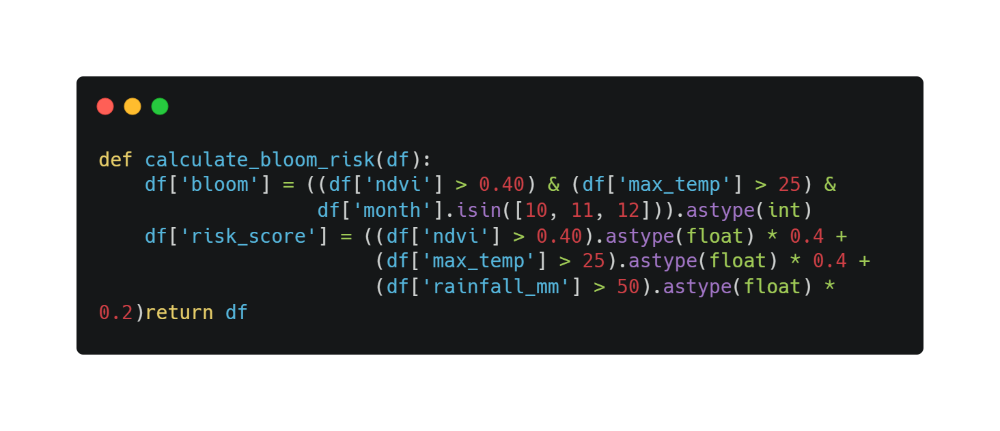 def calculate_bloom_risk(df):
    df['bloom'] = ((df['ndvi'] > 0.40) & (df['max_temp'] > 25) &
                   df['month'].isin([10, 11, 12])).astype(int)
    df['risk_score'] = ((df['ndvi'] > 0.40).astype(float) * 0.4 +
                        (df['max_temp'] > 25).astype(float) * 0.4 +
                        (df['rainfall_mm'] > 50).astype(float) *
0.2)return df